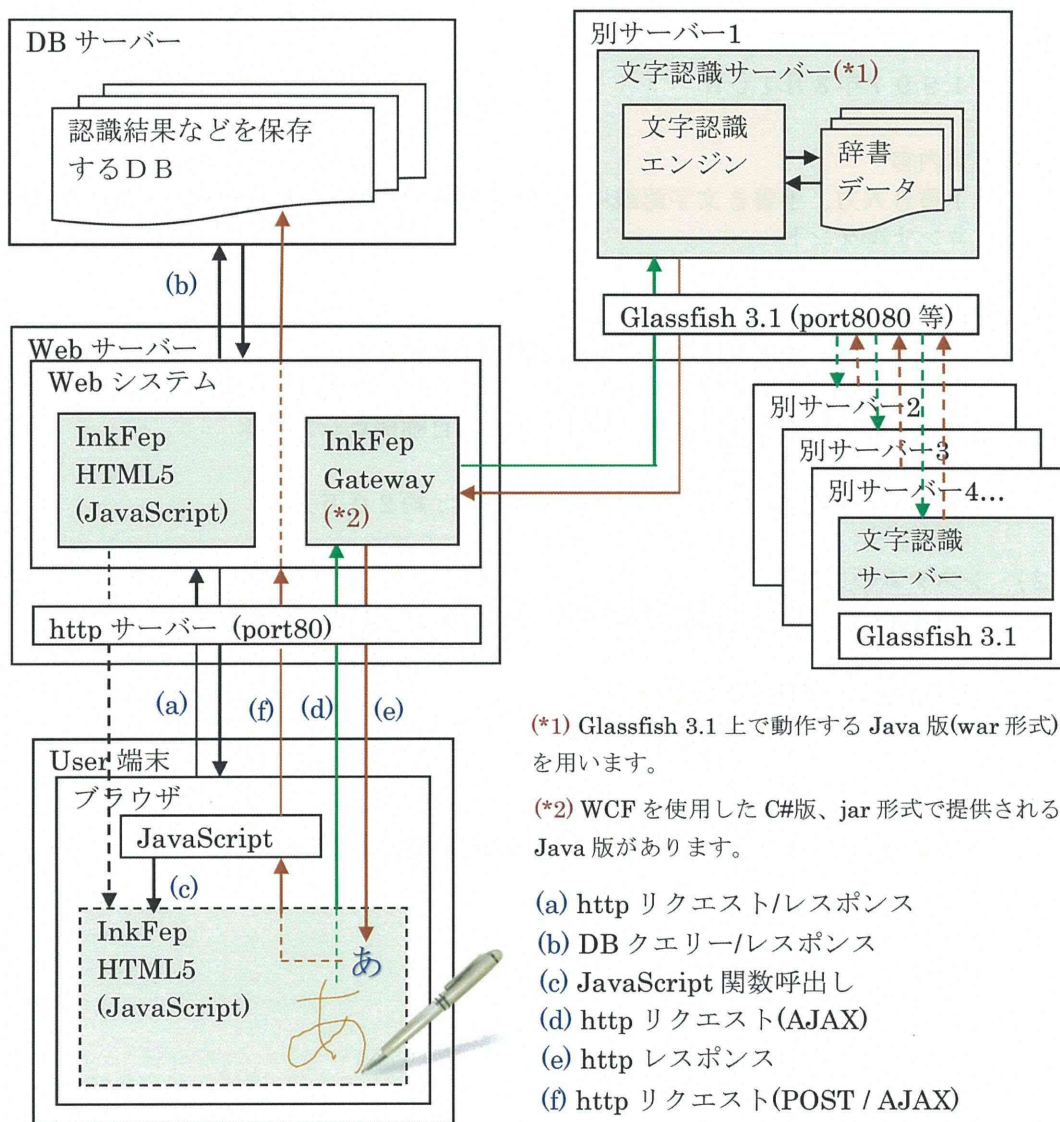 DB サーバー
認識結果などを保存
するＤＢ
(b)
Web サーバー
Web システム
InkFep
HTML5
(JavaScript)
InkFep
Gateway
(*2)
http サーバー (port80)
(a)
(f)
(d)
(e)
User 端末
ブラウザ
JavaScript
(c)
InkFep
HTML5
(JavaScript)
あ
あ
別サーバー1
文字認識サーバー(*1)
文字認識
エンジン
辞書
データ
Glassfish 3.1 (port8080 等)
別サーバー2
別サーバー3
別サーバー4...
文字認識
サーバー
Glassfish 3.1
(*1) Glassfish 3.1 上で動作する Java 版(war 形式)
を用います。
(*2) WCF を使用した C#版、jar 形式で提供される
Java 版があります。
(a) http リクエスト/レスポンス
(b) DB クエリー/レスポンス
(c) JavaScript 関数呼出し
(d) http リクエスト(AJAX)
(e) http レスポンス
(f) http リクエスト(POST / AJAX)